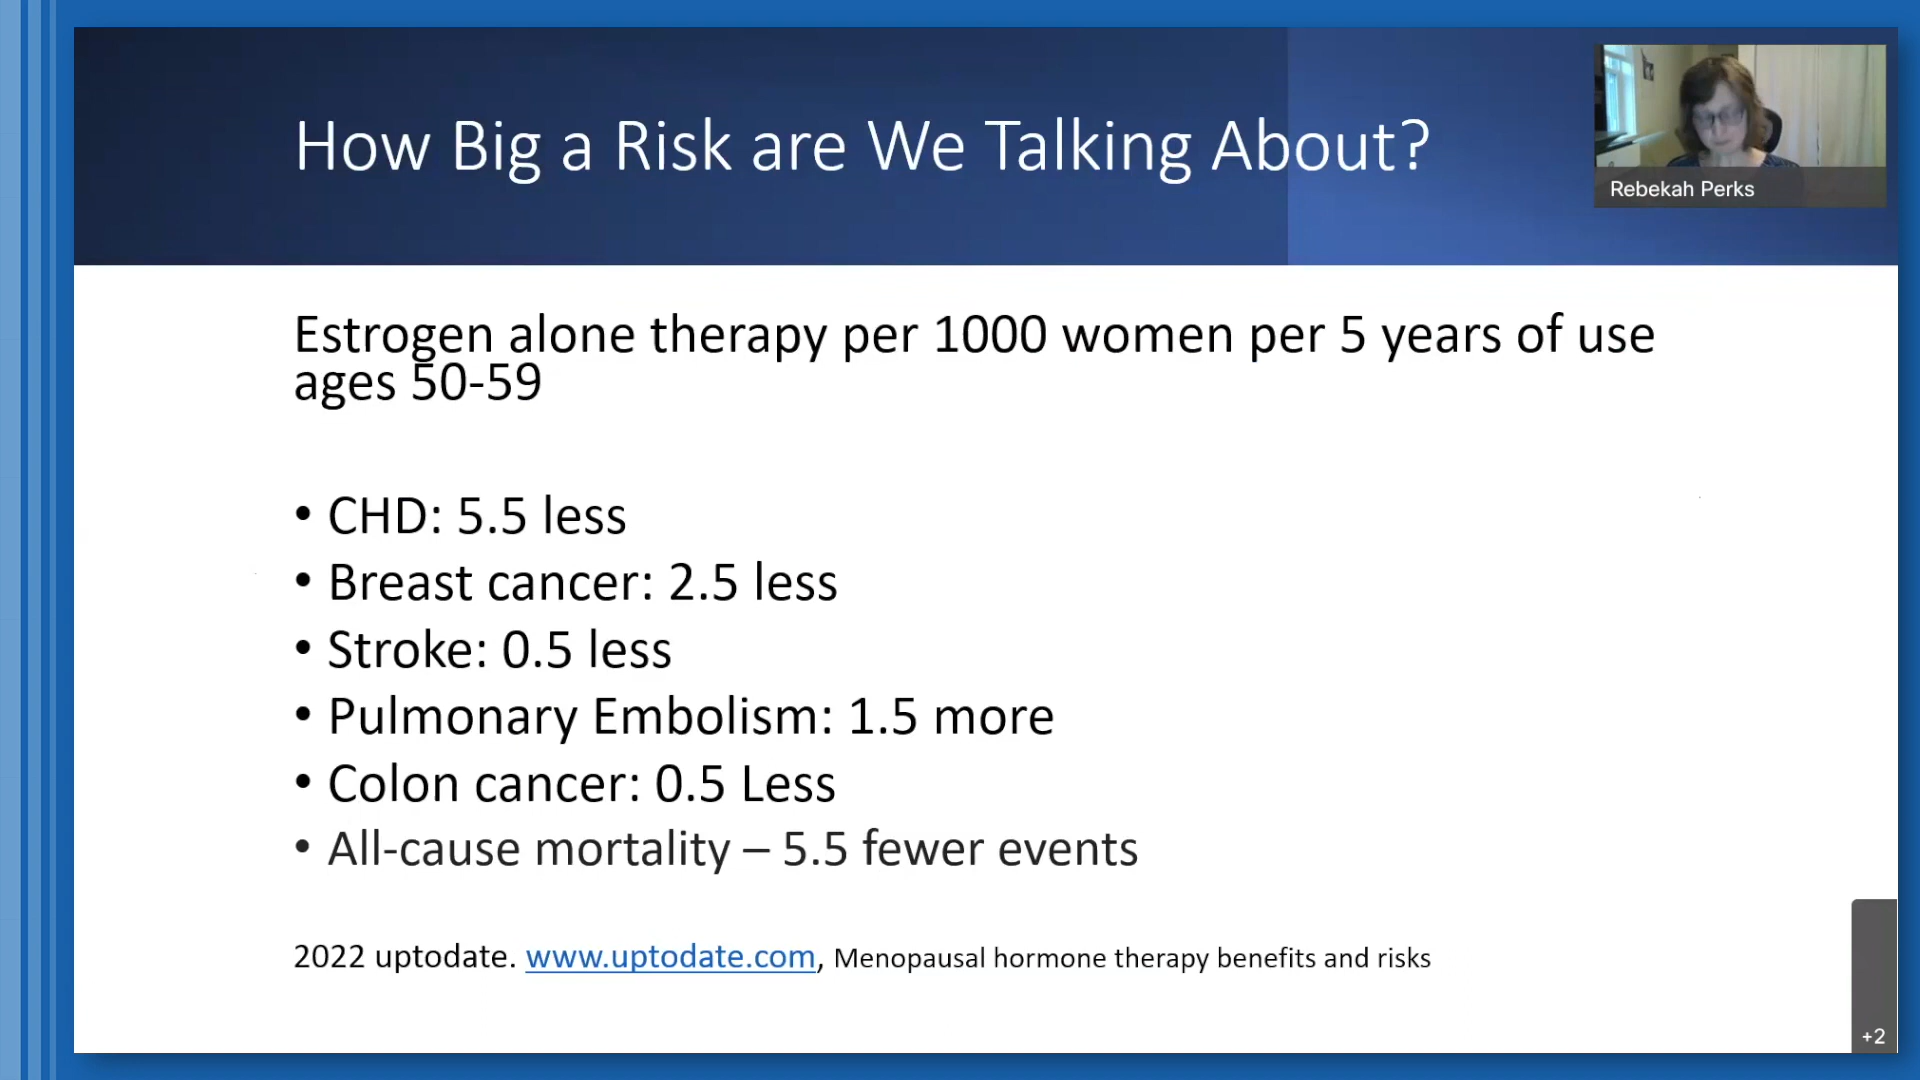 How Big a Risk are We Talking About?
Rebekah Perks
Estrogen alone therapy per 1000 women per 5 years of use
ages 50-59
• CHD: 5.5 less
• Breast cancer: 2.5 less
• Stroke: 0.5 less
• Pulmonary Embolism: 1.5 more
• Colon cancer: 0.5 Less
• All-cause mortality – 5.5 fewer events
2022 uptodate. www.uptodate.com, Menopausal hormone therapy benefits and risks
+2